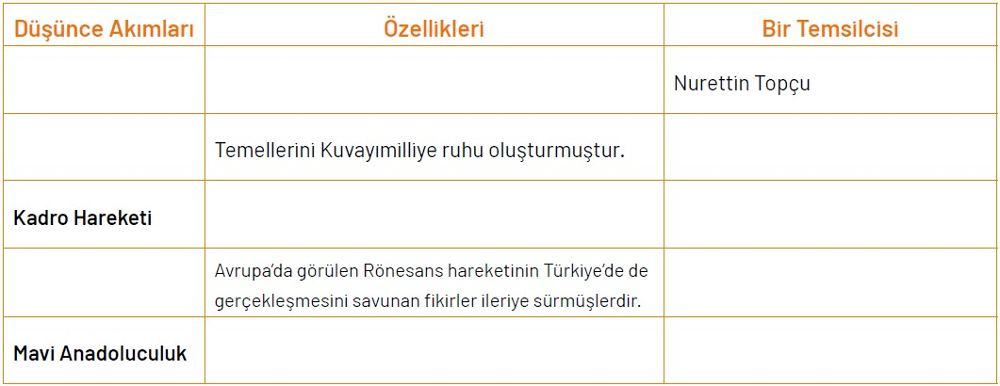 Düşünce Akımları Özellikleri Bir Temsilcisi
Nurettin Topçu
Temellerini Kuvayımilliye ruhu oluşturmuştur.
Kadro Hareketi
Avrupa’da görülen Rönesans hareketinin Türkiye’de de
gerçekleşmesini savunan fikirler ileriye sürmüşlerdir.
Mavi Anadoluculuk